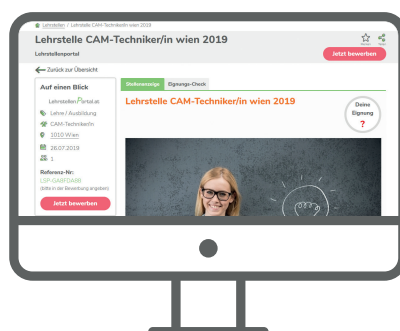 Lehrstellen / Lehrstelle CAM-Techniker/in wien 2019
Lehrstelle CAM-Techniker/in wien 2019
Lehrstellenportal
Jetzt bewerben
Zurück zur Übersicht
Auf einen Blick
Lehrstellen Portal.at
Lehre / Ausbildung
CAM-Techniker/in
1010 Wien
26.07.2019
1
Referenz-Nr.:
(bitte in der Bewerbung angeben)
Jetzt bewerben
Stellenanzeige
Eignungs-Check
Lehrstelle CAM-Techniker/in wien 2019
Deine
Eignung
?